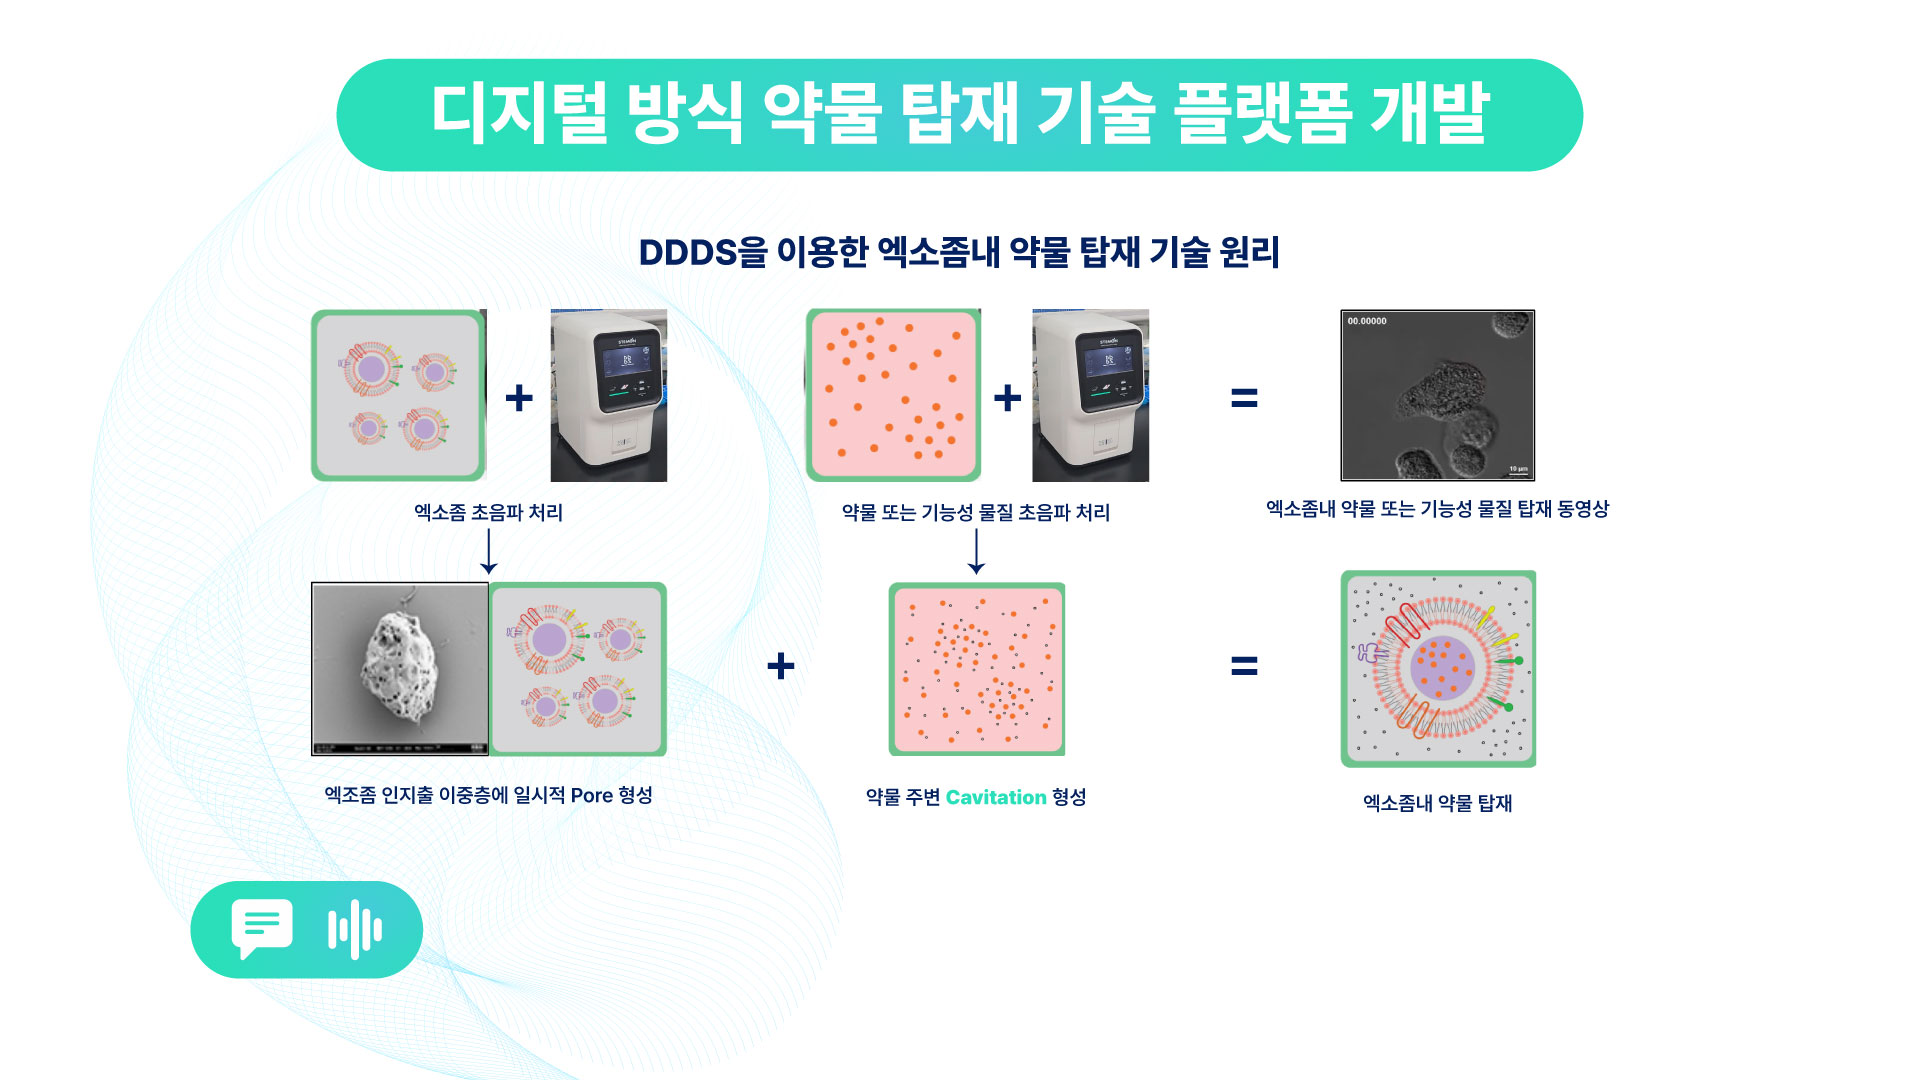 디지털 방식 약물 탑재 기술 플랫폼 개발
DDDS을 이용한 엑소좀내 약물 탑재 기술 원리
STEMON
STEMON
00.00000
10 μm
엑소좀 초음파 처리
약물 또는 기능성 물질 초음파 처리
엑소좀내 약물 또는 기능성 물질 탑재 동영상
엑조좀 인지출 이중층에 일시적 Pore 형성
약물 주변 Cavitation 형성
엑소좀내 약물 탑재